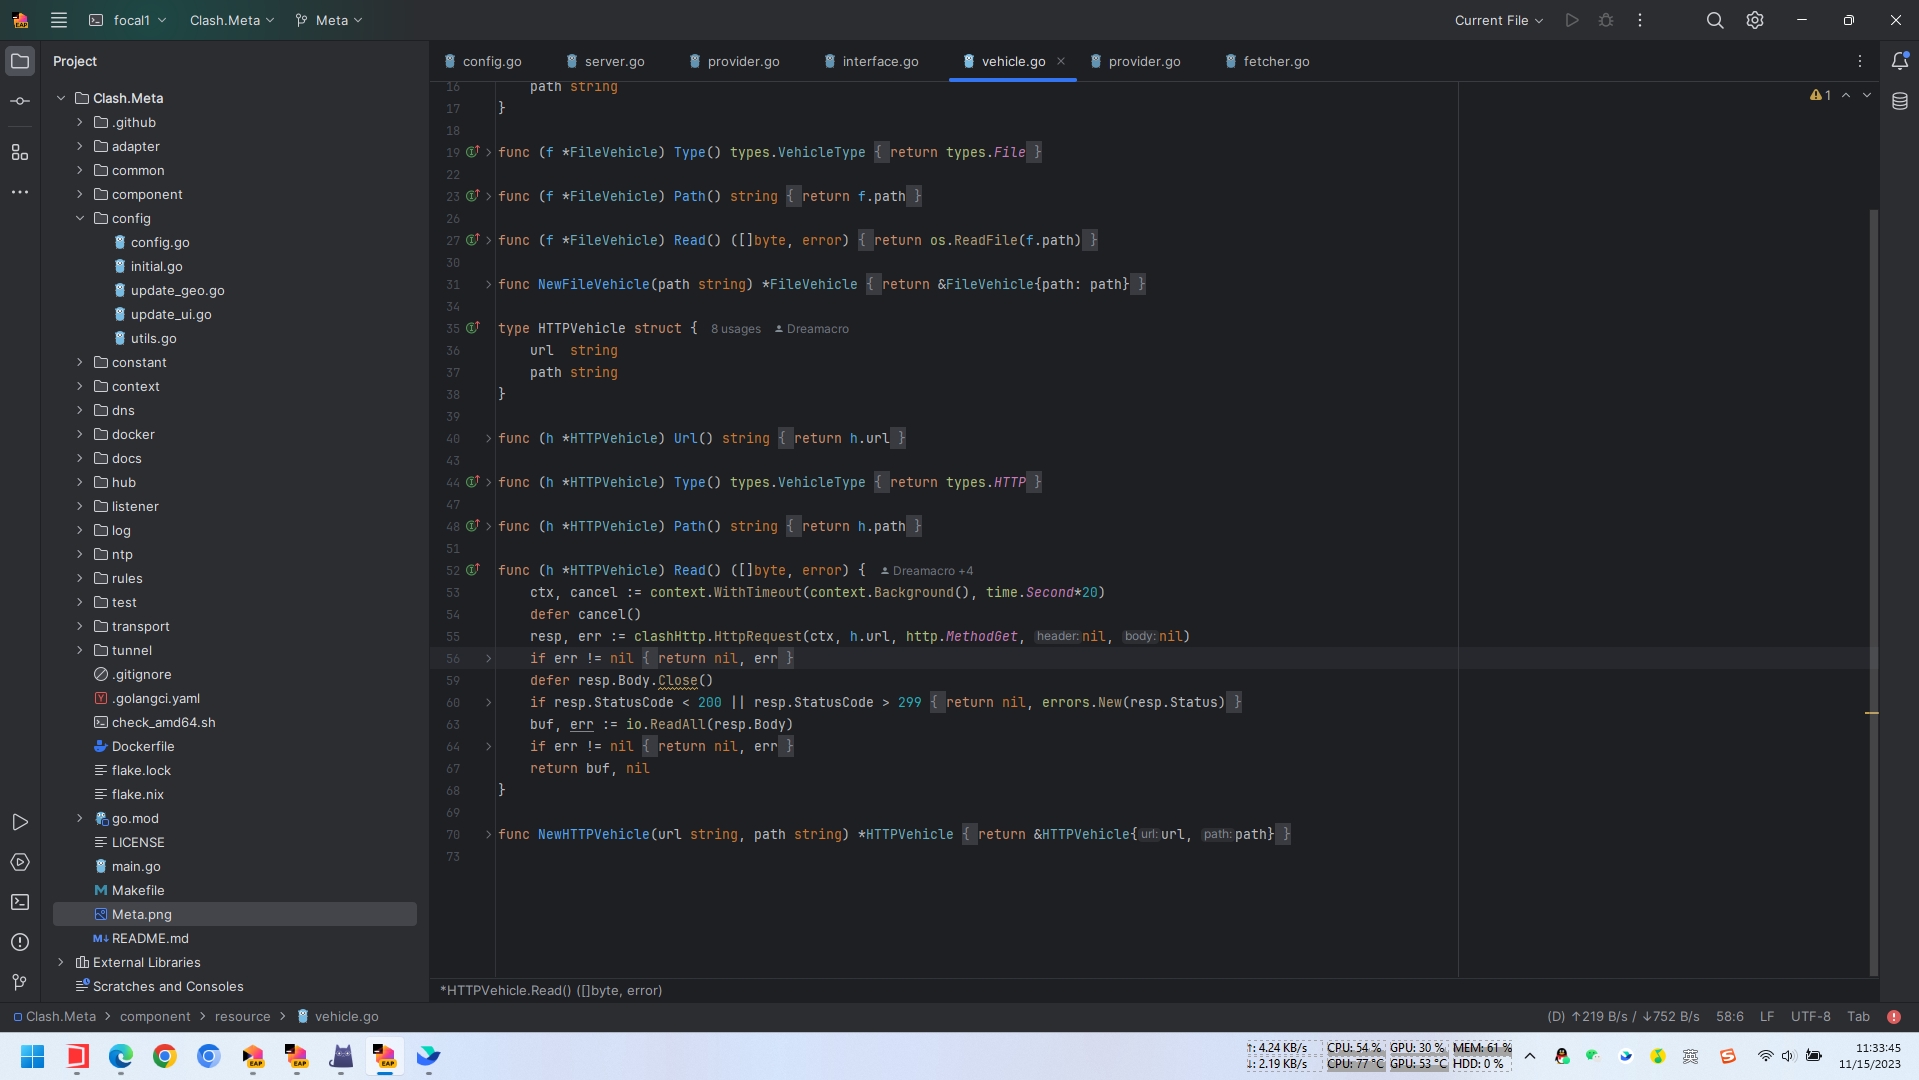 focal1
Clash.Meta
Meta
Current File
Project
config.go
server.go
provider.go
interface.go
vehicle.go
provider.go
fetcher.go
Clash.Meta
.github
adapter
common
component
config
config.go
initial.go
update_geo.go
update_ui.go
utils.go
constant
context
dns
docker
docs
hub
listener
log
ntp
rules
test
transport
tunnel
.gitignore
.golangci.yaml
check_amd64.sh
Dockerfile
flake.lock
flake.nix
go.mod
LICENSE
main.go
Makefile
Meta.png
README.md
External Libraries
Scratches and Consoles
1
16 path string
17 }
18
19 func (f *FileVehicle) Type() types.VehicleType { return types.File }
22
23 func (f *FileVehicle) Path() string { return f.path }
26
27 func (f *FileVehicle) Read() ([]byte, error) { return os.ReadFile(f.path) }
30
31 func NewFileVehicle(path string) *FileVehicle { return &FileVehicle{path: path} }
34
35 type HTTPVehicle struct { 8 usages Dreamacro
36 url string
37 path string
38 }
39
40 func (h *HTTPVehicle) Url() string { return h.url }
43
44 func (h *HTTPVehicle) Type() types.VehicleType { return types.HTTP }
47
48 func (h *HTTPVehicle) Path() string { return h.path }
51
52 func (h *HTTPVehicle) Read() ([]byte, error) { Dreamacro +4
53 ctx, cancel := context.WithTimeout(context.Background(), time.Second*20)
54 defer cancel()
55 resp, err := clashHttp.HttpRequest(ctx, h.url, http.MethodGet, header: nil, body: nil)
56 if err != nil { return nil, err }
59 defer resp.Body.Close()
60 if resp.StatusCode < 200 || resp.StatusCode > 299 { return nil, errors.New(resp.Status) }
63 buf, err := io.ReadAll(resp.Body)
64 if err != nil { return nil, err }
67 return buf, nil
68 }
69
70 func NewHTTPVehicle(url string, path string) *HTTPVehicle { return &HTTPVehicle{ url: url, path: path} }
73
*HTTPVehicle.Read() ([]byte, error)
Clash.Meta > component > resource > vehicle.go
(D) ↑219 B/s / ↓752 B/s 58:6 LF UTF-8 Tab
↑: 4.24 KB/s CPU: 54 % GPU: 30 % MEM: 61 %
↓: 2.19 KB/s CPU: 77 °C GPU: 53 °C HDD: 0 %
英
11:33:45
11/15/2023